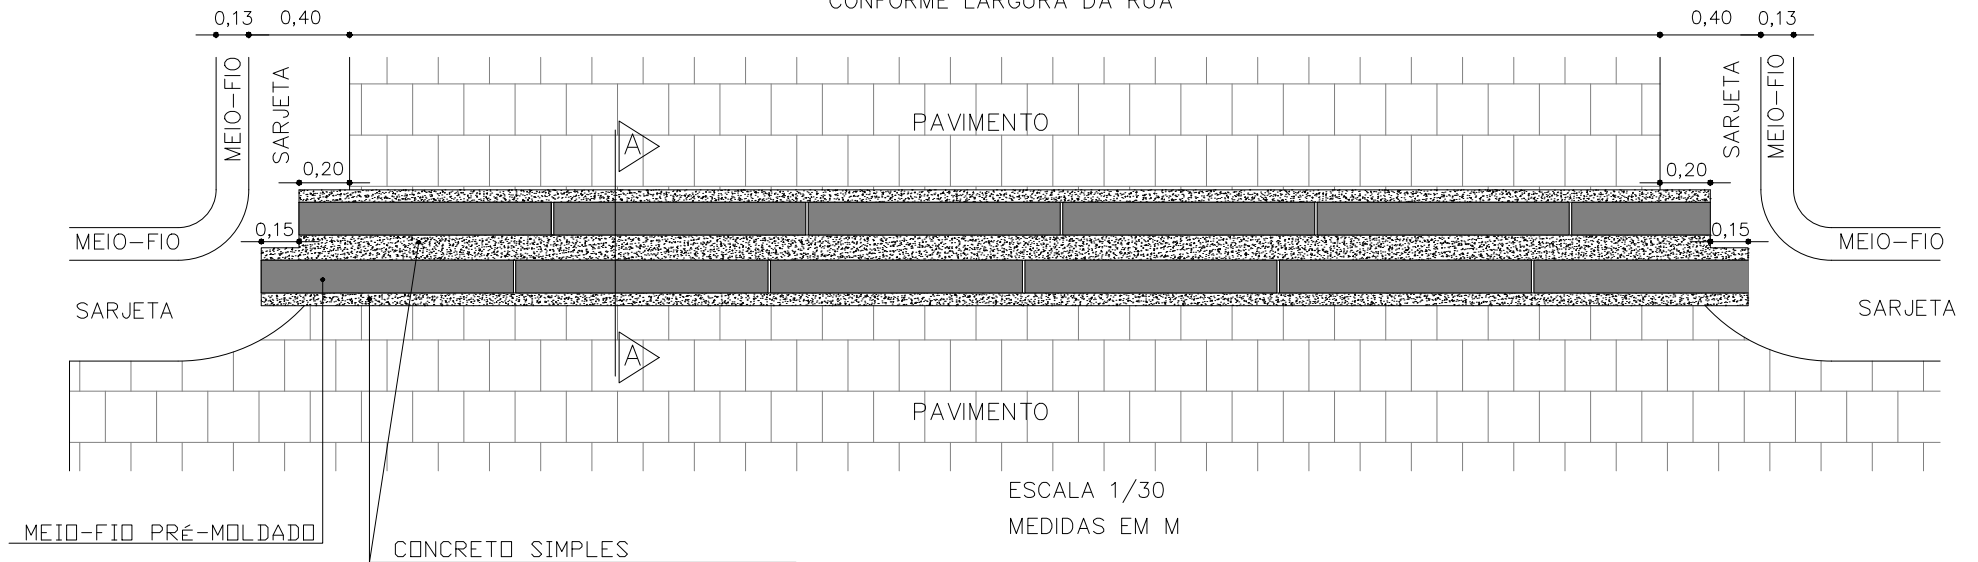 CONFORME LARGURA DA RUA
0,13
0,40
0,40
0,13
MEIO-FIO
SARJETA
SARJETA
MEIO-FIO
PAVIMENTO
A
0,20
0,20
0,15
0,15
MEIO-FIO
MEIO-FIO
SARJETA
SARJETA
A
PAVIMENTO
ESCALA 1/30
MEDIDAS EM M
MEIO-FIO PRé-MOLDADO
CONCRETO SIMPLES